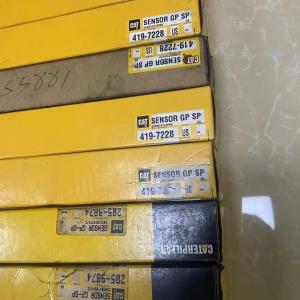 CAT SENSOR GP SP
419-7228 US
419-7228 US
SENSOR GP-SP CAT
18855
CAT SENSOR GP SP
419-7228 US
CAT SENSOR GP SP
419-7228
205-9874
SENSOR GP-SP
CATERPILLAR
205-9874
SENSOR GP-SP